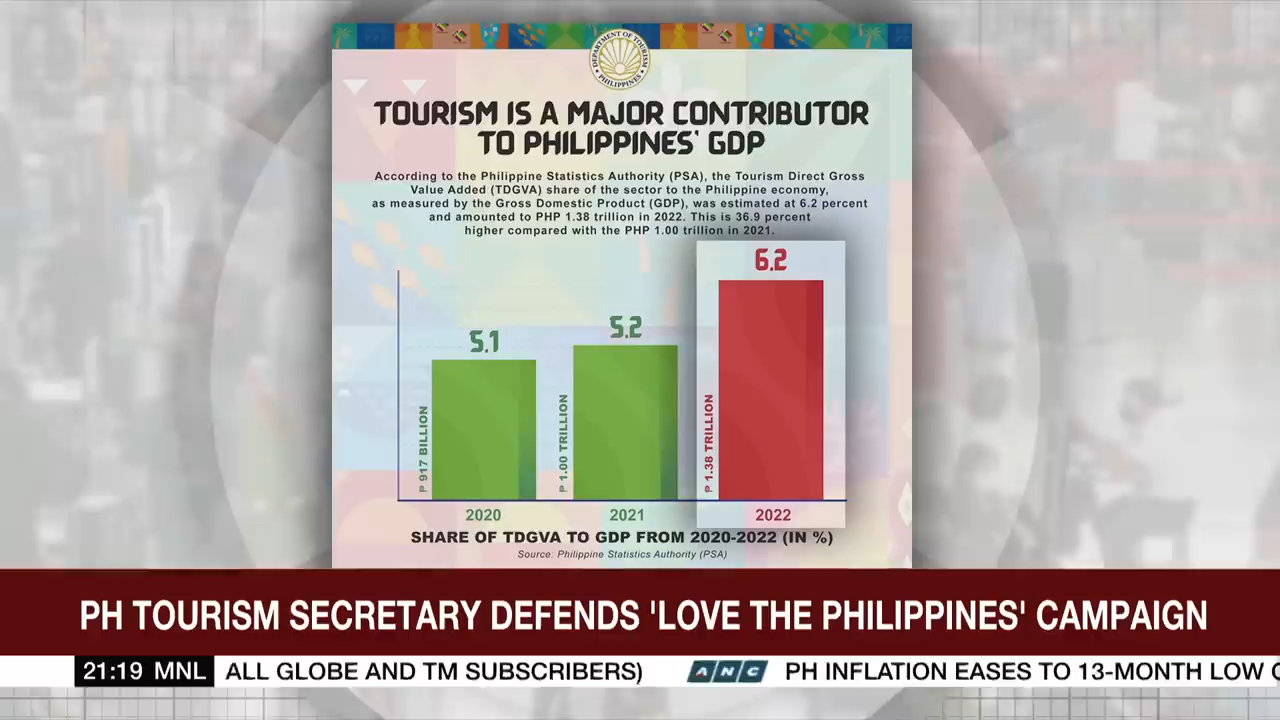 DEPARTMENT OF TOURISM
PHILIPPINES
TOURISM IS A MAJOR CONTRIBUTOR
TO PHILIPPINES' GDP
According to the Philippine Statistics Authority (PSA), the Tourism Direct Gross
Value Added (TDGVA) share of the sector to the Philippine economy,
as measured by the Gross Domestic Product (GDP), was estimated at 6.2 percent
and amounted to PHP 1.38 trillion in 2022. This is 36.9 percent
higher compared with the PHP 1.00 trillion in 2021.
5.1
5.2
6.2
₱ 917 BILLION
₱ 1.00 TRILLION
₱ 1.38 TRILLION
2020
2021
2022
SHARE OF TDGVA TO GDP FROM 2020-2022 (IN %)
Source: Philippine Statistics Authority (PSA)
PH TOURISM SECRETARY DEFENDS 'LOVE THE PHILIPPINES' CAMPAIGN
21:19 MNL ALL GLOBE AND TM SUBSCRIBERS) ANC PH INFLATION EASES TO 13-MONTH LOW